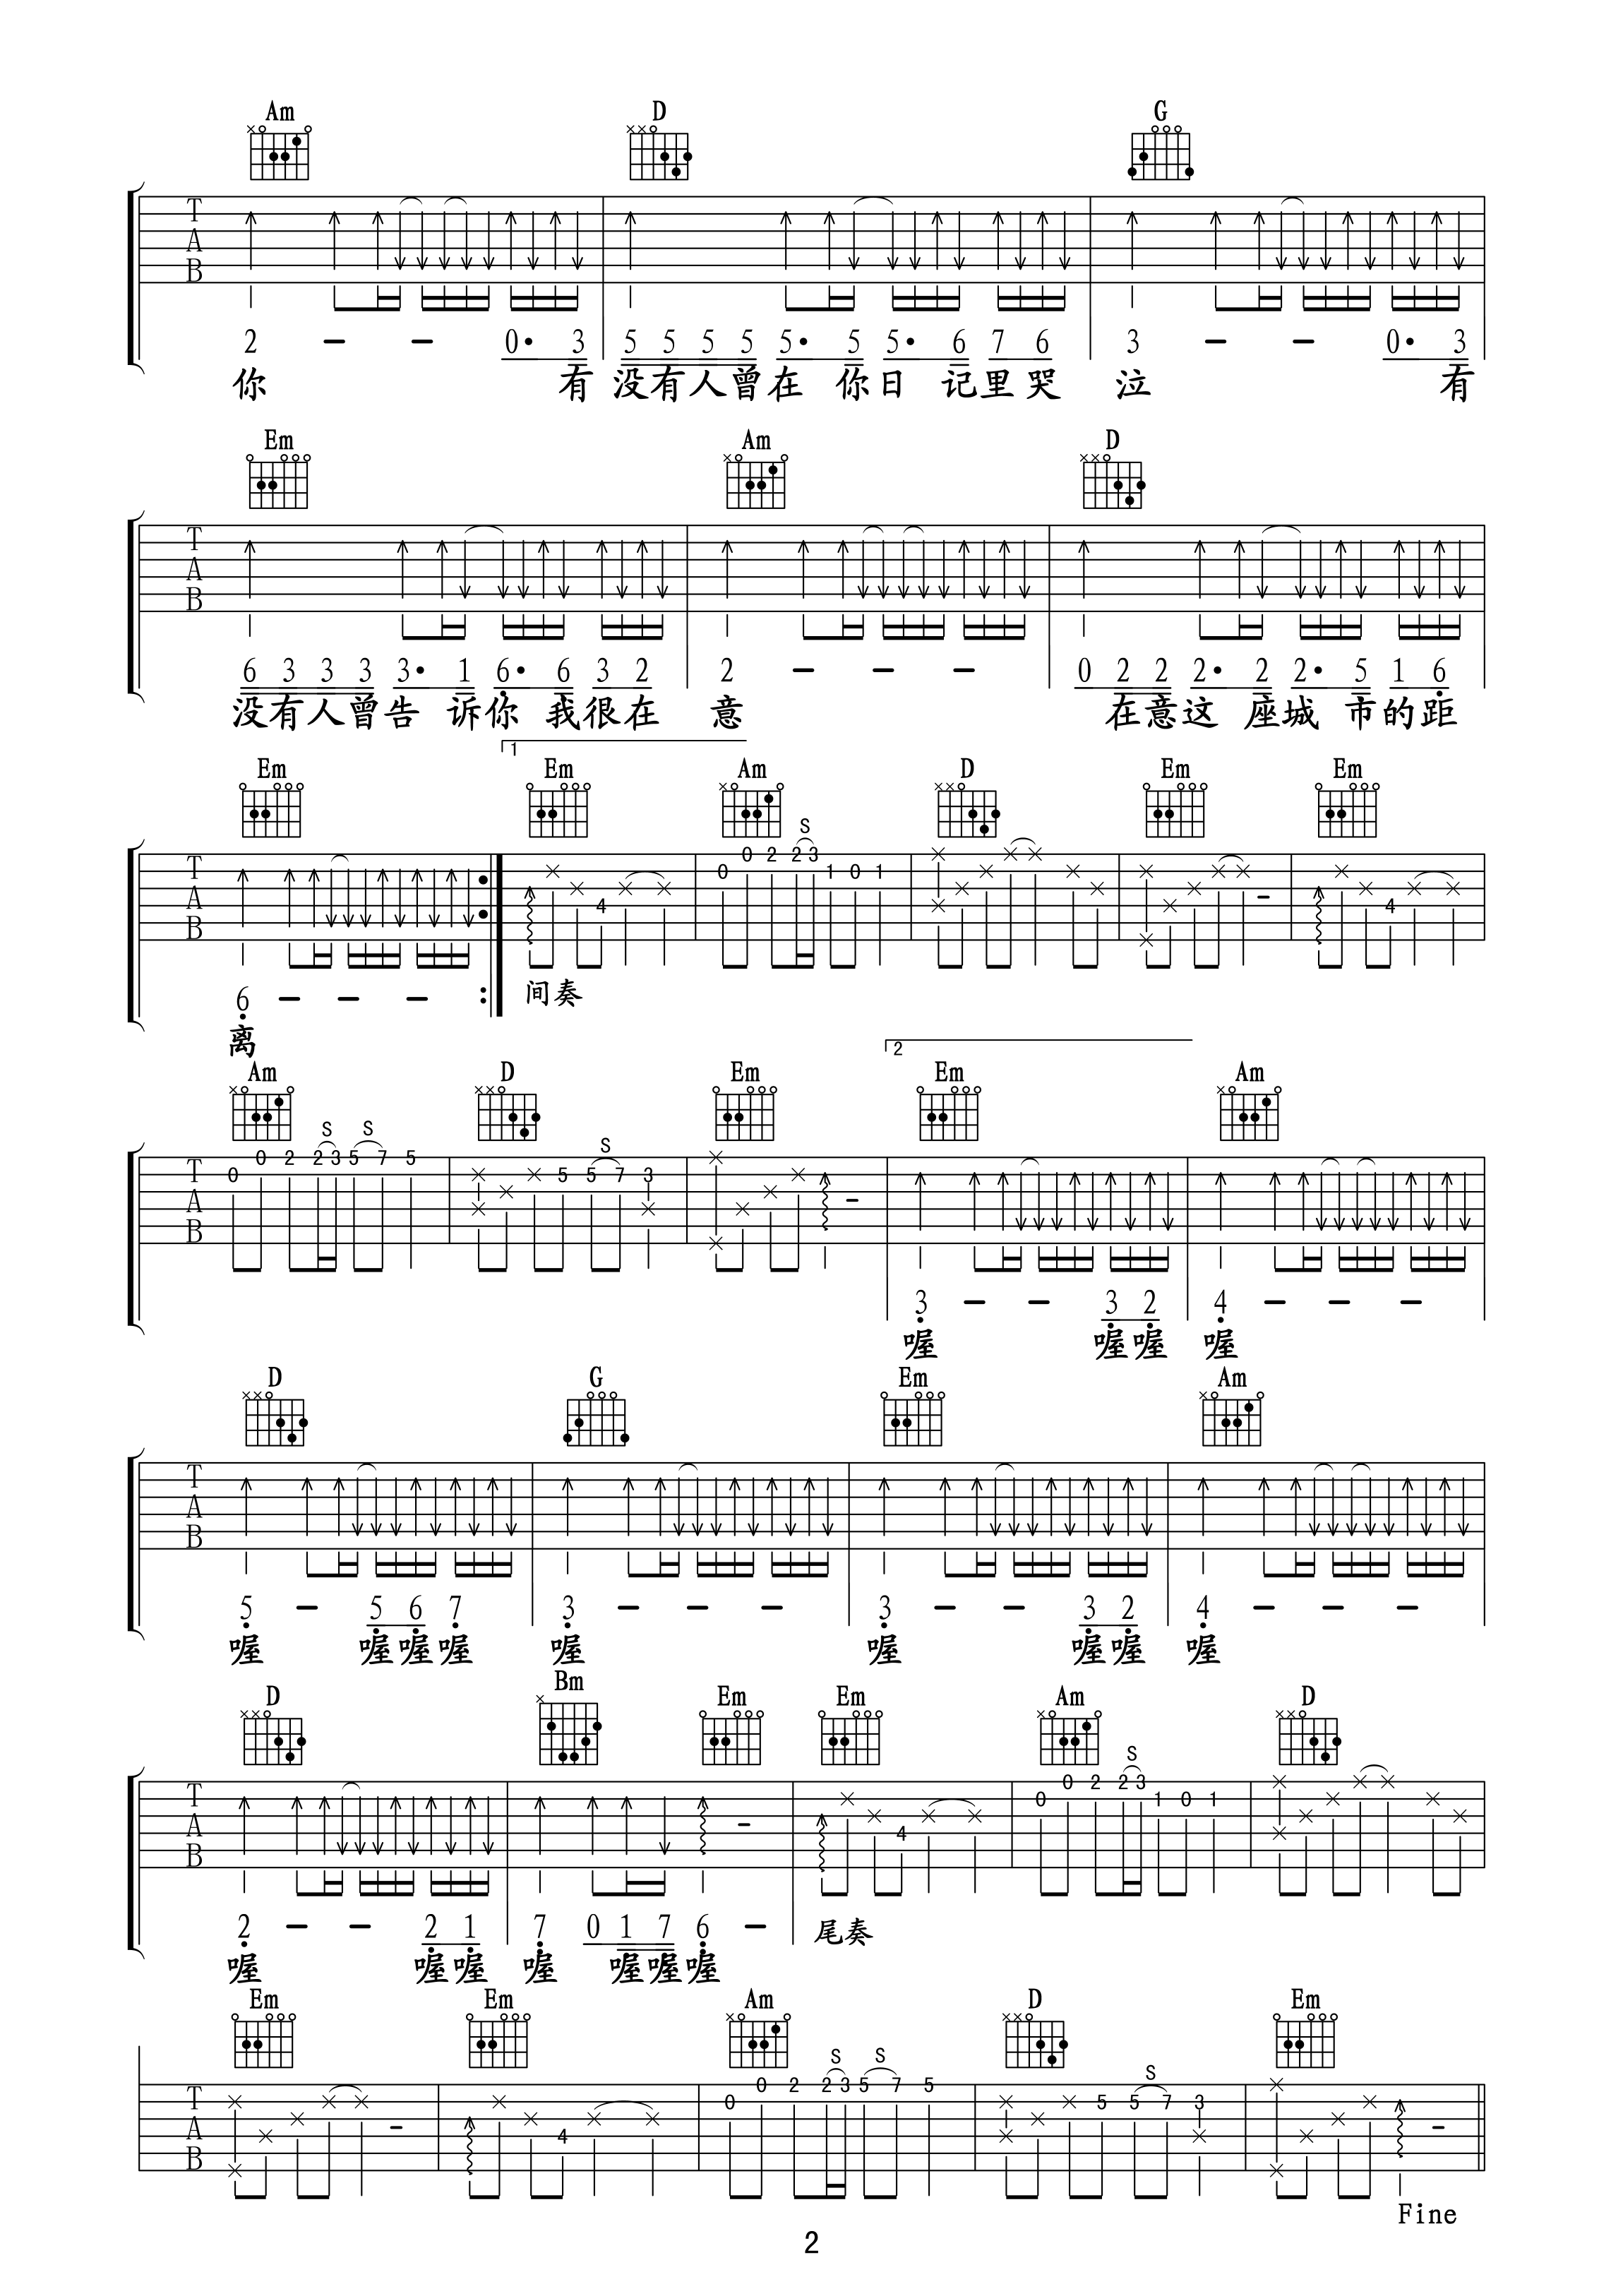 Am D G
T A B
2 - - 0· 3 5 5 5 5 5· 5 5· 6 7 6 3 - - 0· 3
你 有 没有人曾在 你日 记里哭 泣 有
Em Am D
T A B
6 3 3 3 3· 1 6· 6 3 2 2 - - - 0 2 2 2· 2 2· 5 1 6
没有人曾告 诉你 我很在 意 在意这 座城 市的距
1
Em Em Am D Em Em
S
T A B
0 0 2 2 3 1 0 1
4 4
6 - - - 间奏
离
2
Am D Em Em Am
S S S
T A B
0 0 2 2 3 5 7 5 5 5 7 3
3 - - 3 2 4 - - -
喔 喔喔 喔
D G Em Am
T A B
5 - 5 6 7 3 - - - 3 - - 3 2 4 - - -
喔 喔喔喔 喔 喔 喔喔 喔
D Bm Em Em Am D
S
T A B
4 0 0 2 2 3 1 0 1
2 - - 2 1 7 0 1 7 6 - 尾奏
喔 喔喔 喔 喔喔喔
Em Em Am D Em
S S S
T A B
4 0 0 2 2 3 5 7 5 5 5 7 3
Fine
2